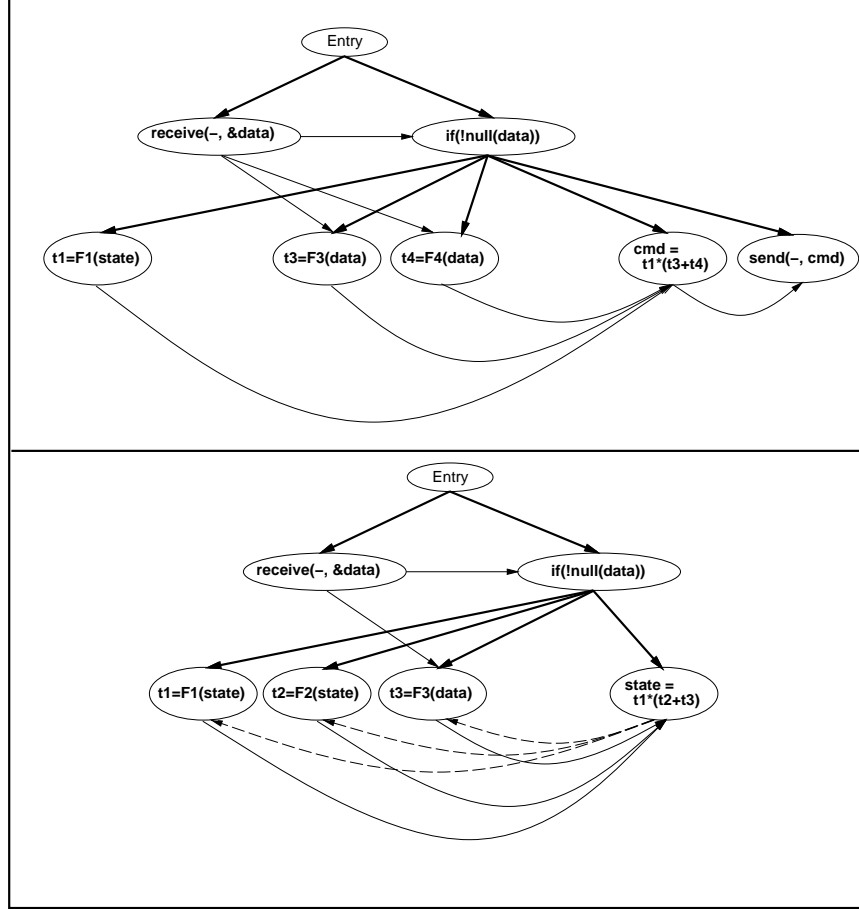 Entry
receive(−, &data)
if(!null(data))
t1=F1(state)
t3=F3(data)
t4=F4(data)
cmd =
t1*(t3+t4)
send(−, cmd)
Entry
receive(−, &data)
if(!null(data))
t1=F1(state)
t2=F2(state)
t3=F3(data)
state =
t1*(t2+t3)